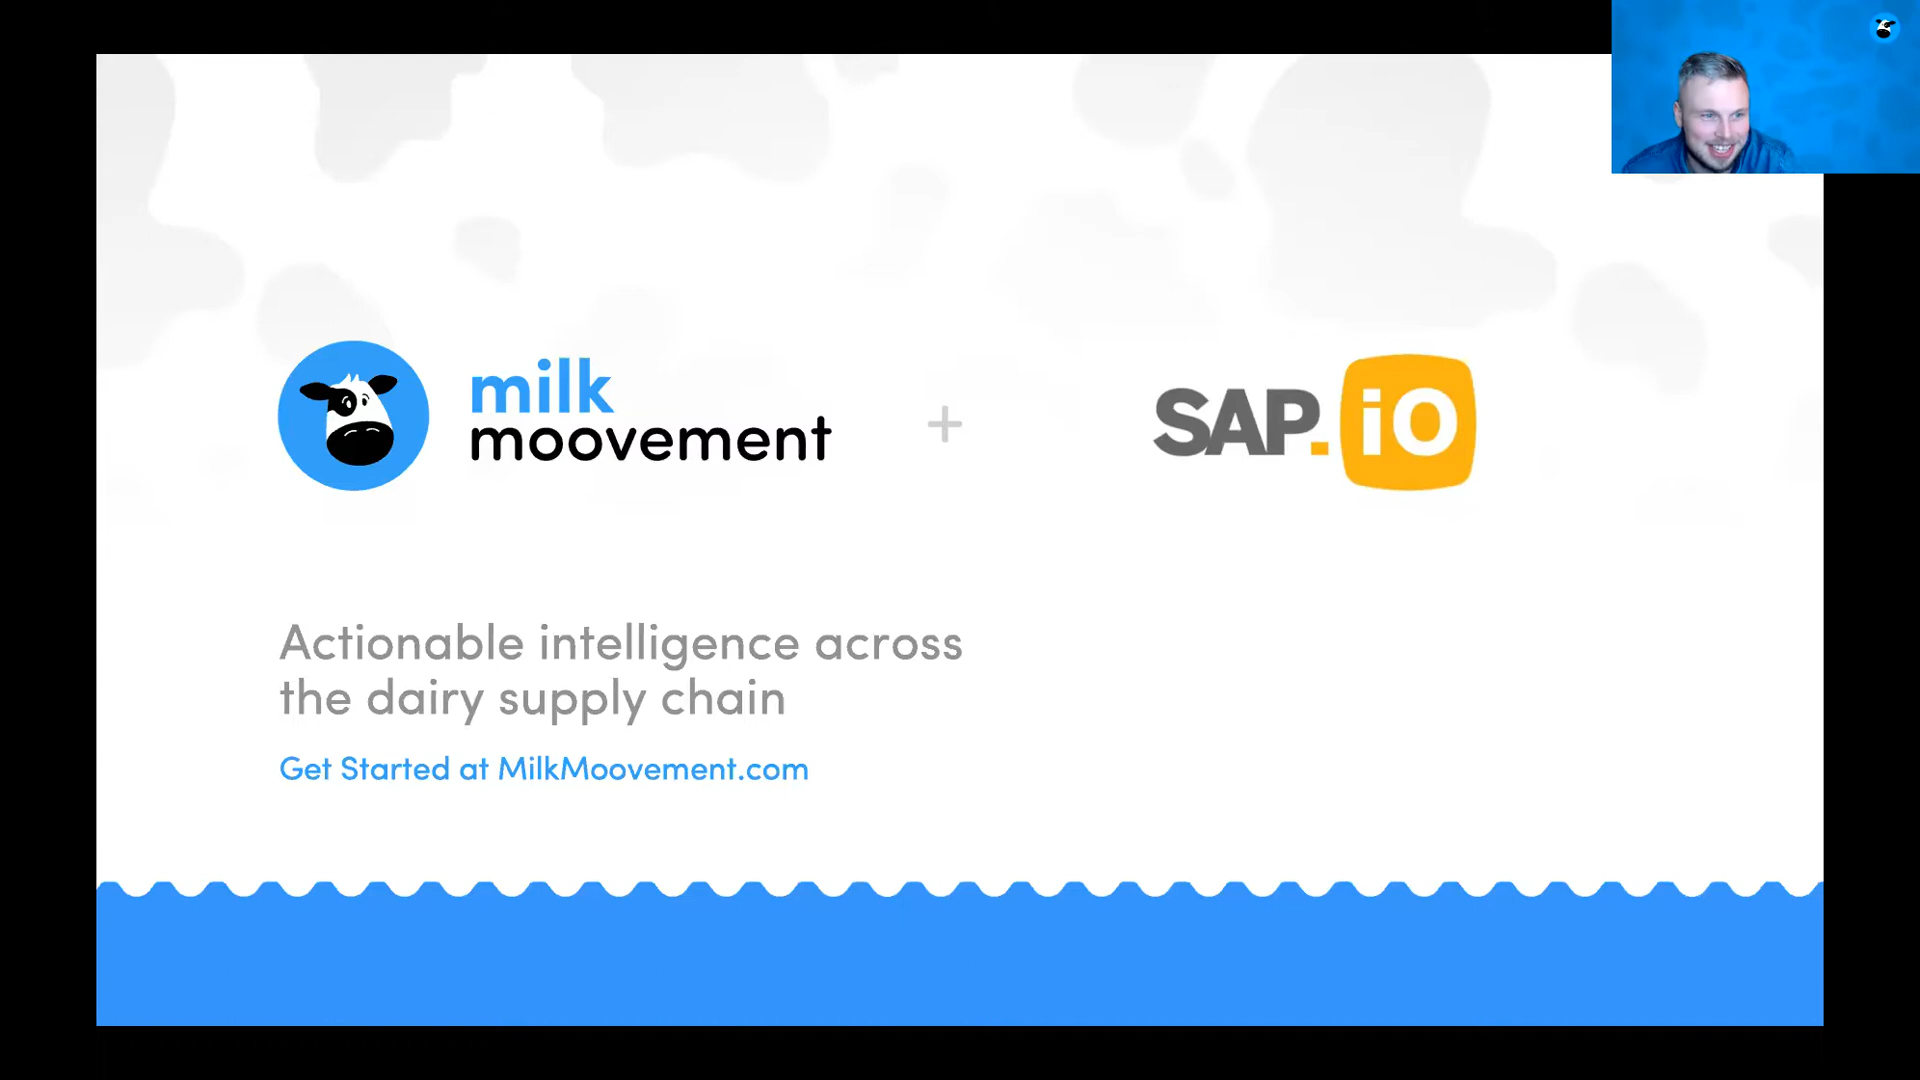 milk
moovement
+
SAP.iO
Actionable intelligence across
the dairy supply chain
Get Started at MilkMoovement.com